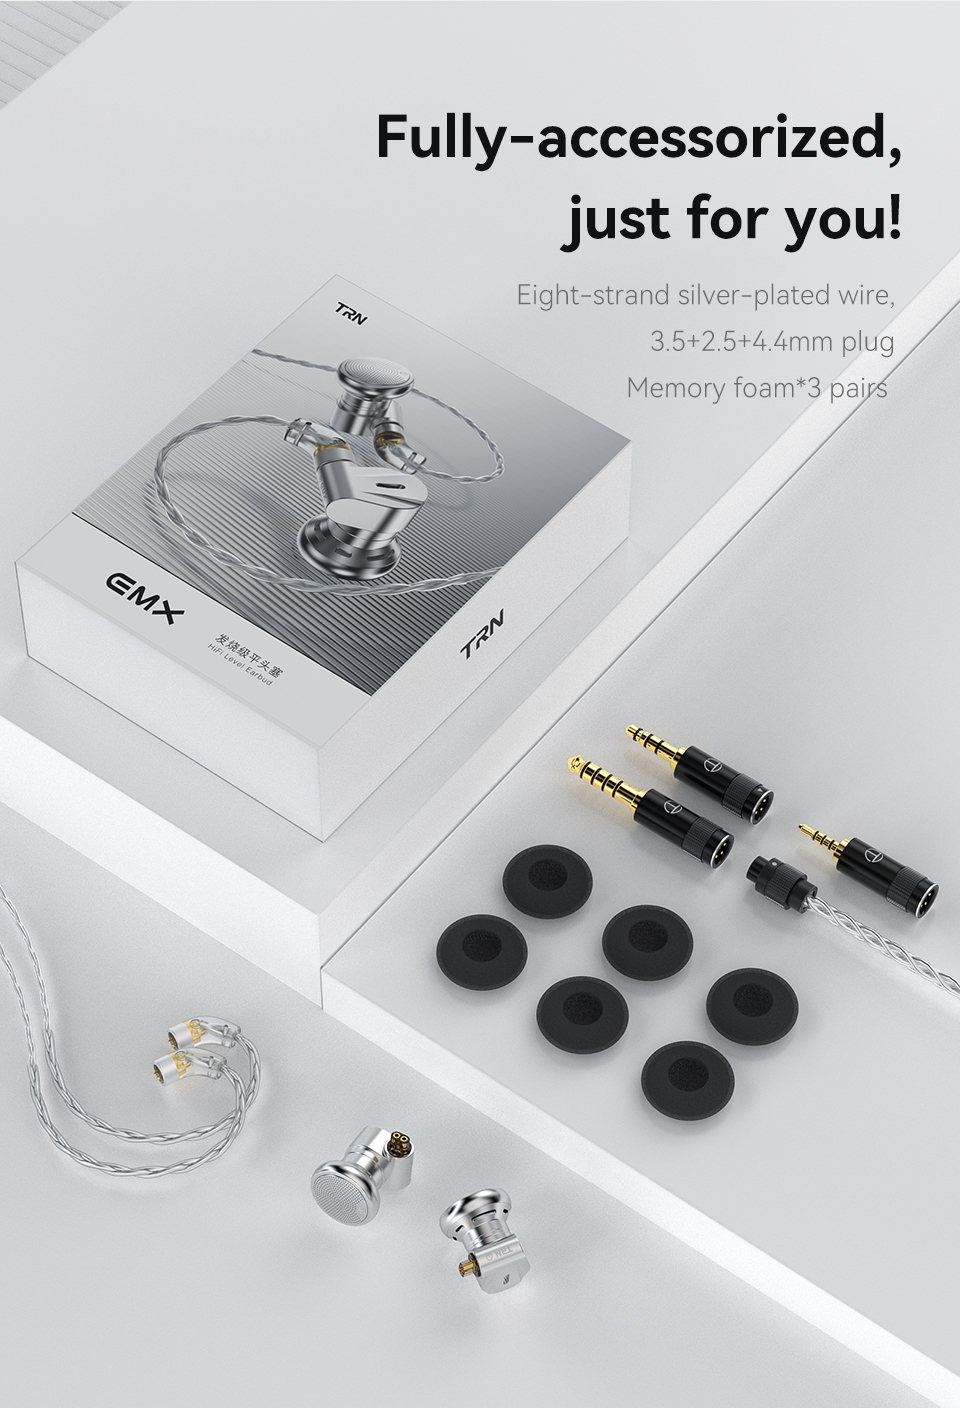 Fully-accessorized,
just for you!
Eight-strand silver-plated wire,
3.5+2.5+4.4mm plug
Memory foam*3 pairs
TRN
EMX
发烧级平头塞
HiFi Level Earbud
TRN